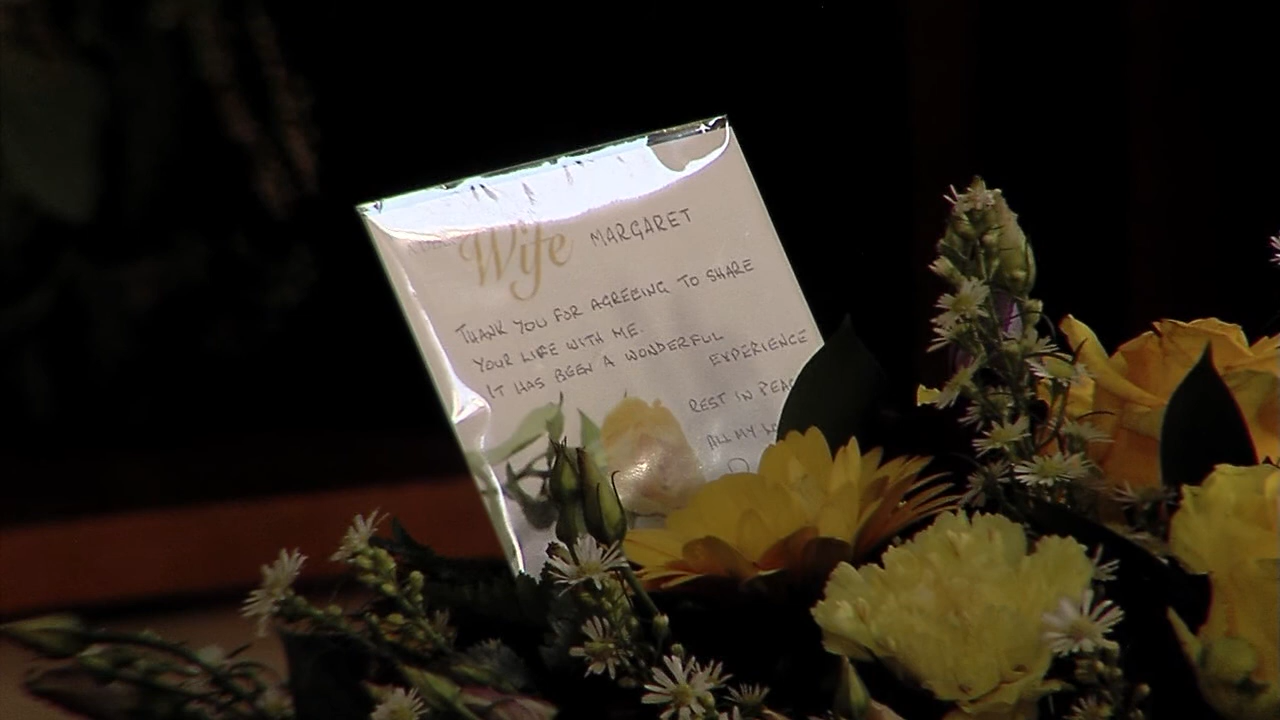 Wife MARGARET
THANK YOU FOR AGREEING TO SHARE
YOUR LIFE WITH ME.
IT HAS BEEN A WONDERFUL
EXPERIENCE
REST IN PEAC
ALL MY